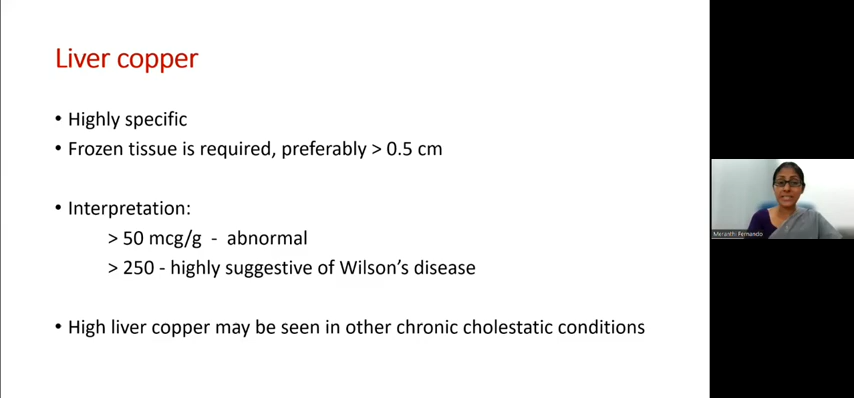 Liver copper
• Highly specific
• Frozen tissue is required, preferably > 0.5 cm
• Interpretation:
> 50 mcg/g - abnormal
> 250 - highly suggestive of Wilson's disease
• High liver copper may be seen in other chronic cholestatic conditions
Meranthi Fernando